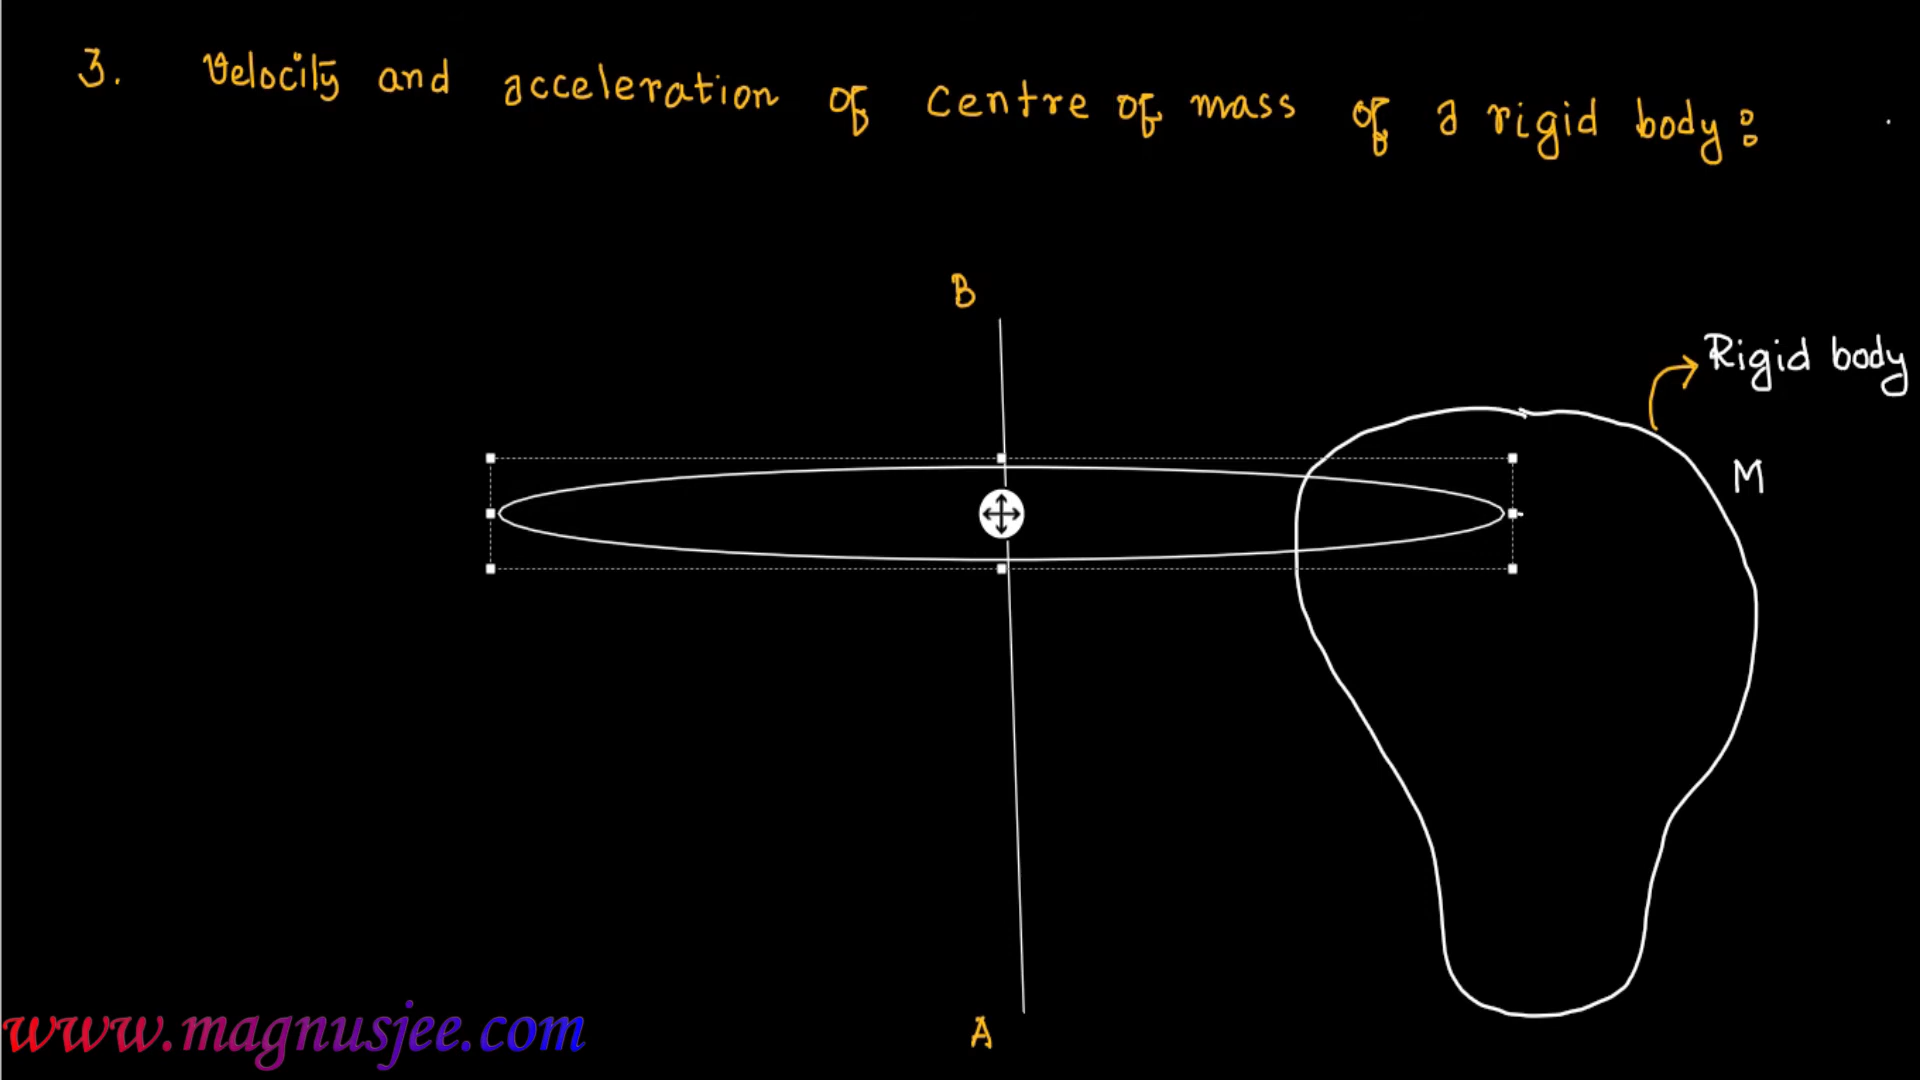 3. Velocity and acceleration of centre of mass of a rigid body:
B
Rigid body
M
A
www.magnusjee.com